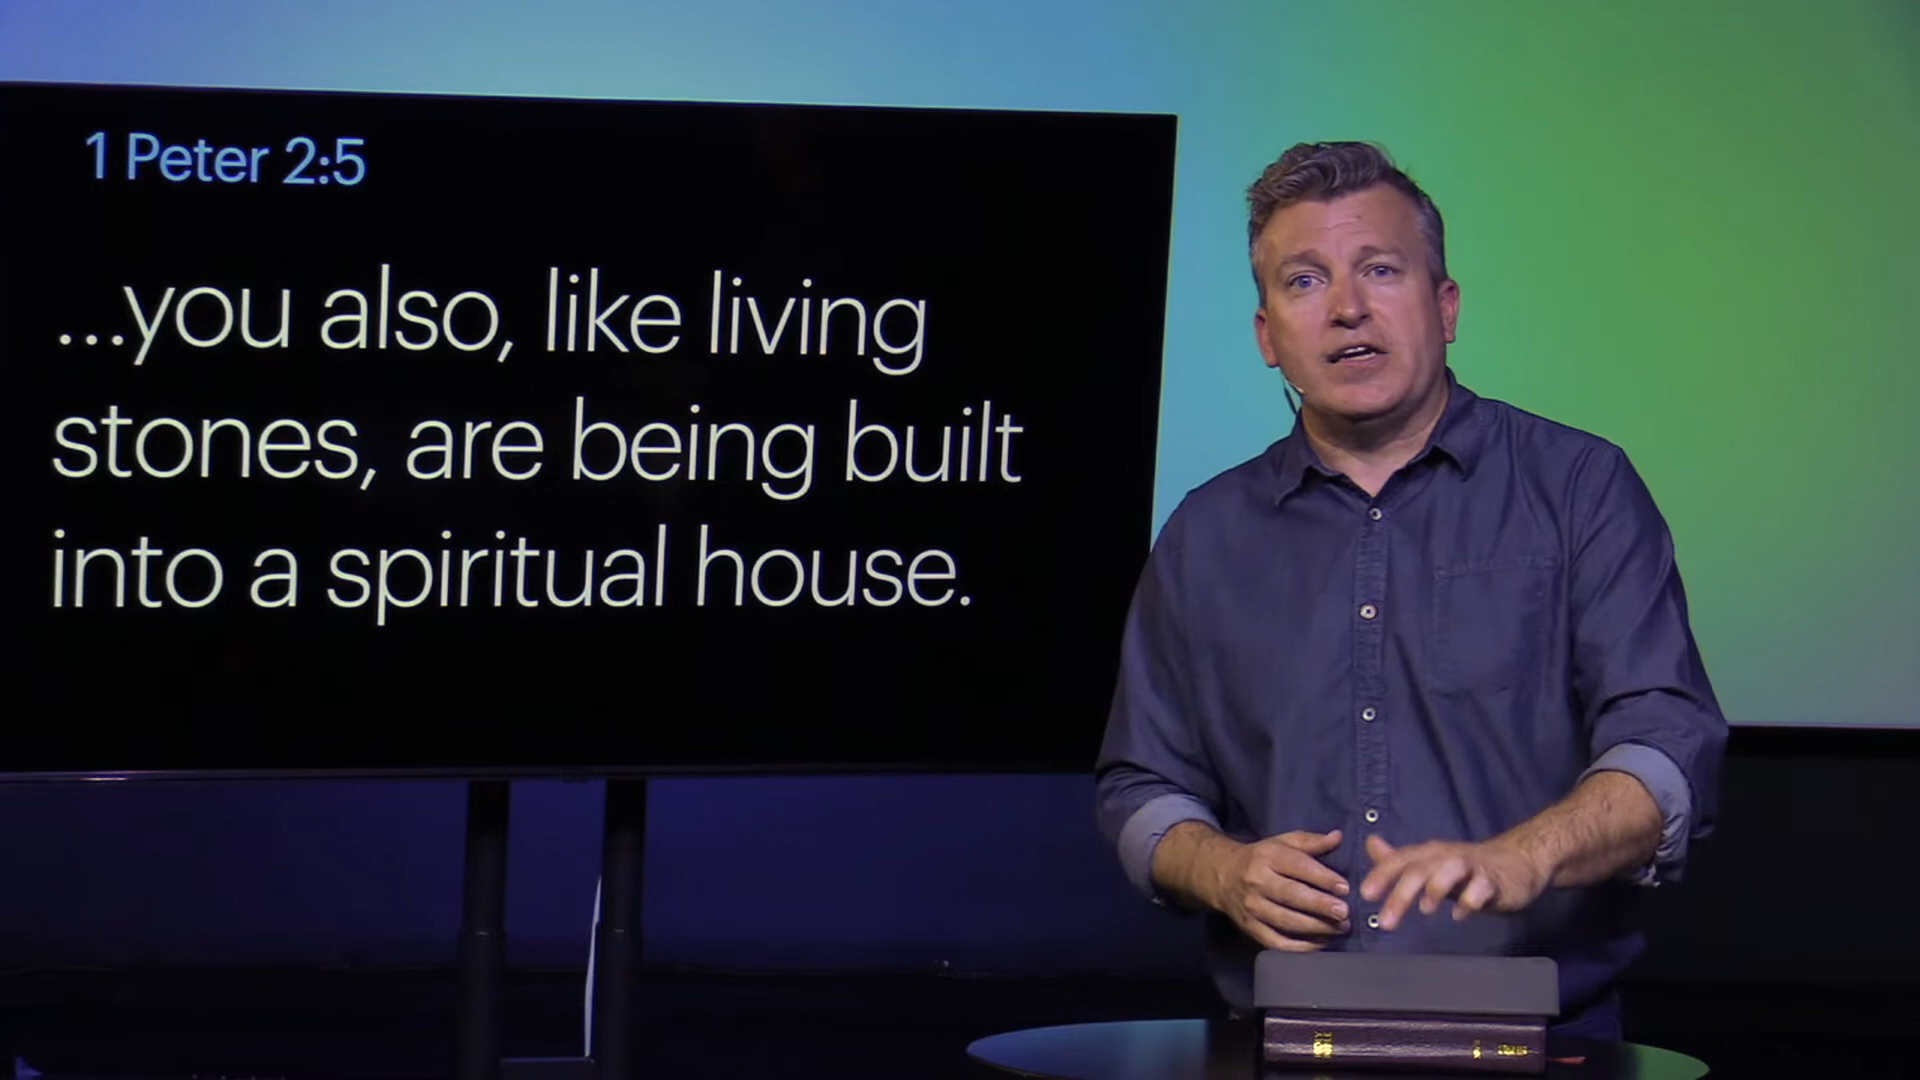 1 Peter 2:5
...you also, like living
stones, are being built
into a spiritual house.